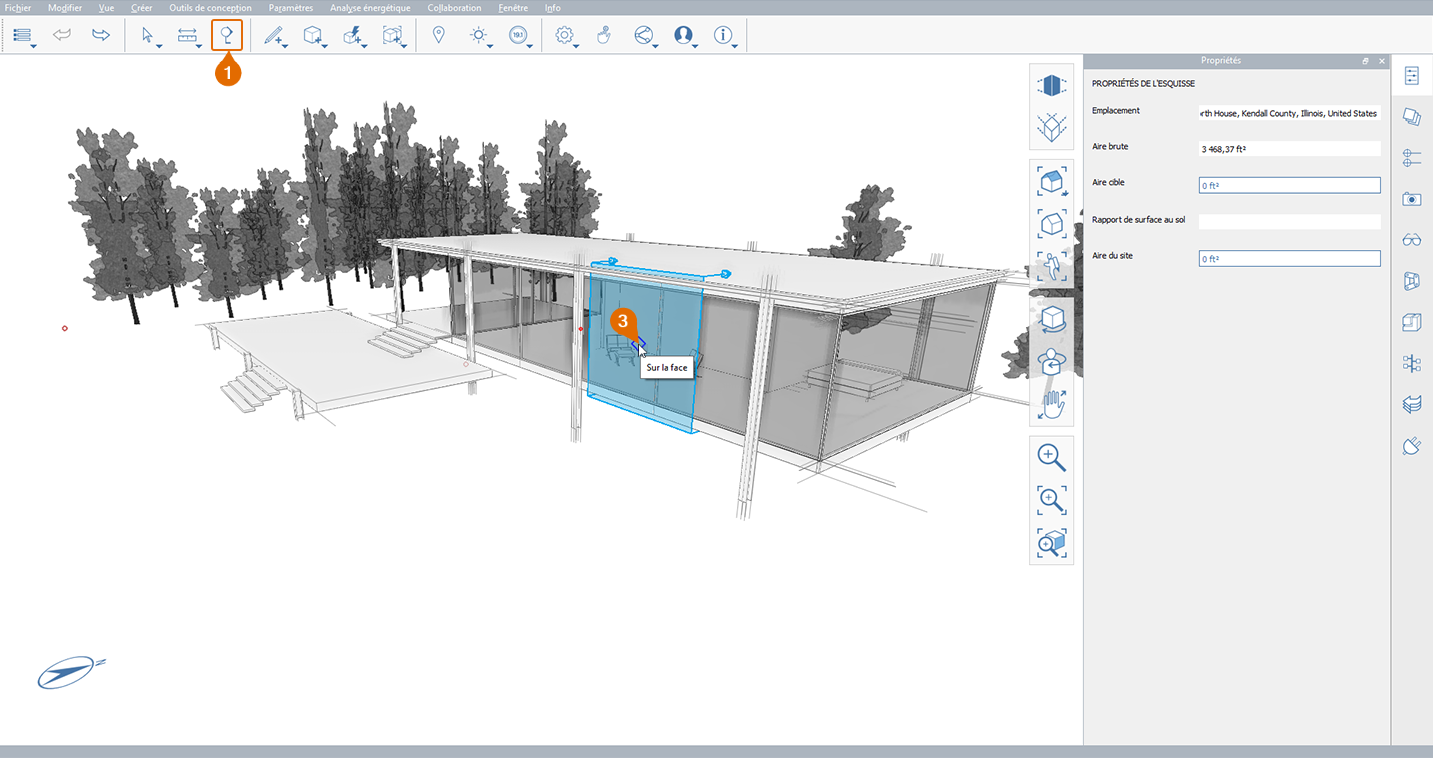 Fichier Modifier Vue Créer Outils de conception Paramètres Analyse énergétique Collaboration Fenêtre Info
1
Propriétés
PROPRIÉTÉS DE L'ESQUISSE
Emplacement rth House, Kendall County, Illinois, United States
Aire brute 3 468,37 ft²
Aire cible 0 ft²
Rapport de surface au sol
Aire du site 0 ft²
3
Sur la face